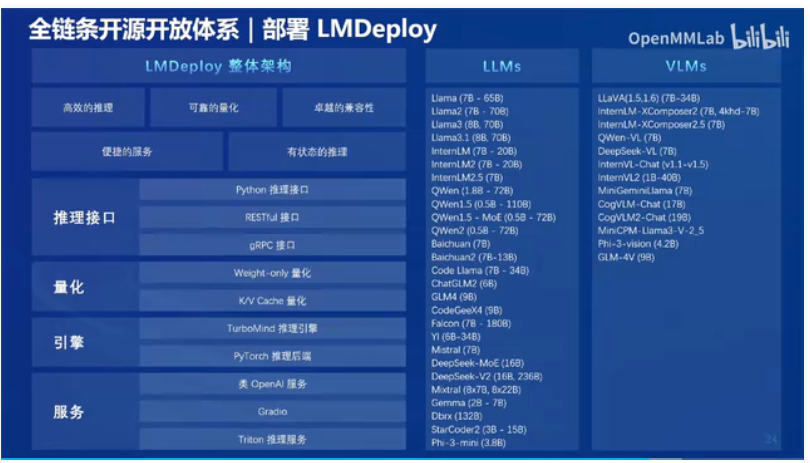 全链条开源开放体系｜部署 LMDeploy
OpenMMLab bilibili
LMDeploy 整体架构
高效的推理
可靠的量化
卓越的兼容性
便捷的服务
有状态的推理
推理接口
Python 推理接口
RESTful 接口
gRPC 接口
量化
Weight-only 量化
K/V Cache 量化
引擎
TurboMind 推理引擎
PyTorch 推理后端
服务
类 OpenAI 服务
Gradio
Triton 推理服务
LLMs
Llama (7B - 65B)
Llama2 (7B - 70B)
Llama3 (8B, 70B)
Llama3.1 (8B, 70B)
InternLM (7B - 20B)
InternLM2 (7B - 20B)
InternLM2.5 (7B)
QWen (1.8B - 72B)
QWen1.5 (0.5B - 110B)
QWen1.5 - MoE (0.5B - 72B)
QWen2 (0.5B - 72B)
Baichuan (7B)
Baichuan2 (7B-13B)
Code Llama (7B - 34B)
ChatGLM2 (6B)
GLM4 (9B)
CodeGeeX4 (9B)
Falcon (7B - 180B)
YI (6B-34B)
Mistral (7B)
DeepSeek-MoE (16B)
DeepSeek-V2 (16B, 236B)
Mixtral (8x7B, 8x22B)
Gemma (2B - 7B)
Dbrx (132B)
StarCoder2 (3B - 15B)
Phi-3-mini (3.8B)
VLMs
LLaVA(1.5,1.6) (7B-34B)
InternLM-XComposer2 (7B, 4khd-7B)
InternLM-XComposer2.5 (7B)
QWen-VL (7B)
DeepSeek-VL (7B)
InternVL-Chat (v1.1-v1.5)
InternVL2 (1B-40B)
MiniGeminiLlama (7B)
CogVLM-Chat (17B)
CogVLM2-Chat (19B)
MiniCPM-Llama3-V-2_5
Phi-3-vision (4.2B)
GLM-4V (9B)
24